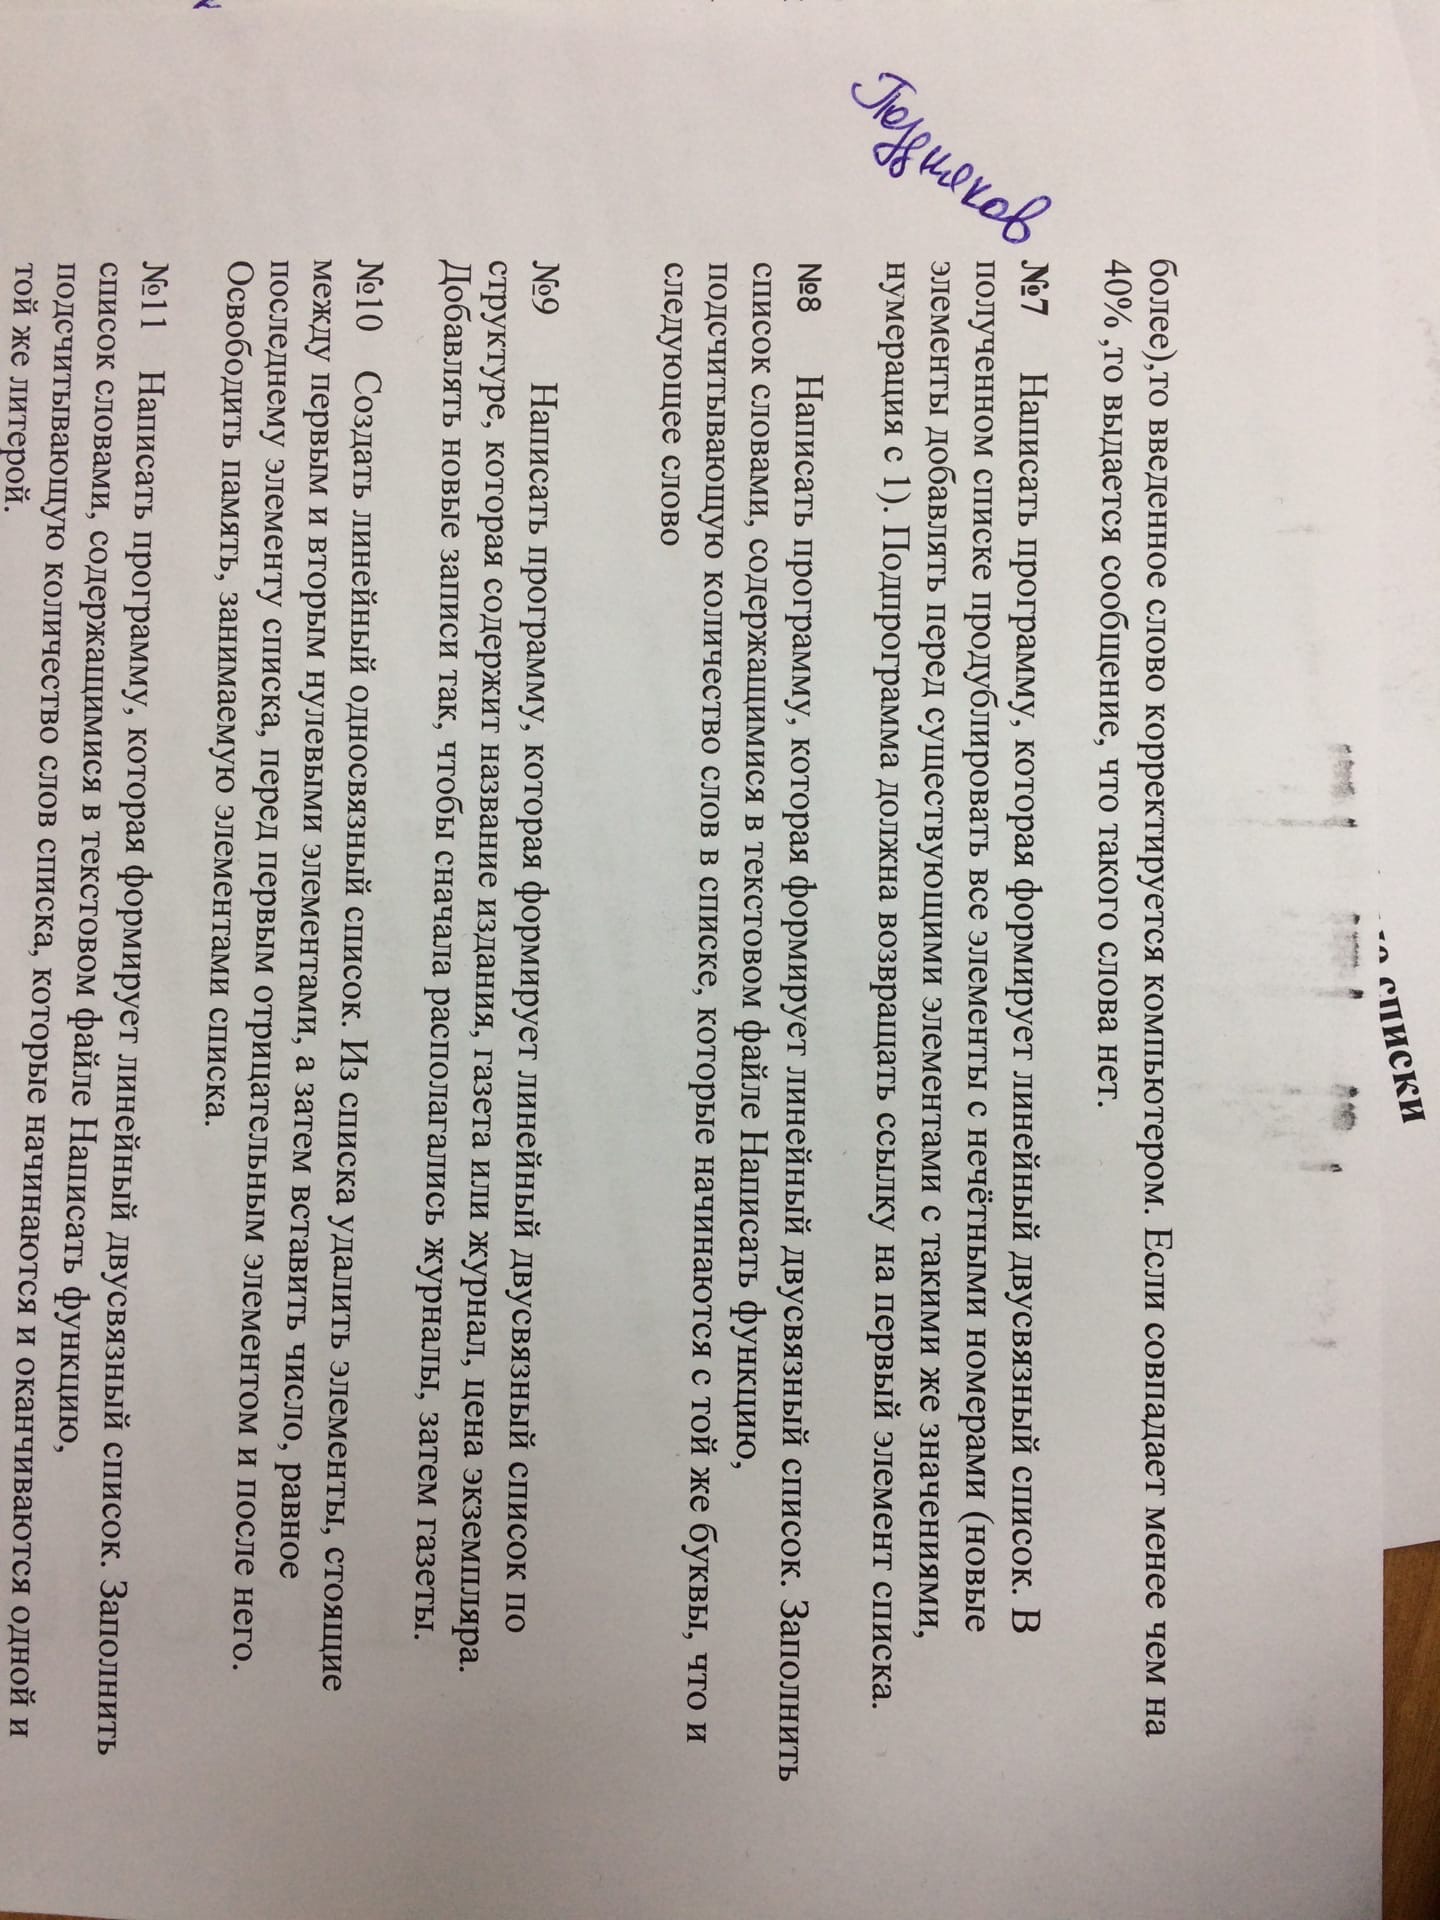 списки
более),то введенное слово корректируется компьютером. Если совпадает менее чем на
40% ,то выдается сообщение, что такого слова нет.
Поздняков
№7 Написать программу, которая формирует линейный двусвязный список. В
полученном списке продублировать все элементы с нечётными номерами (новые
элементы добавлять перед существующими элементами с такими же значениями,
нумерация с 1). Подпрограмма должна возвращать ссылку на первый элемент списка.
№8 Написать программу, которая формирует линейный двусвязный список. Заполнить
список словами, содержащимися в текстовом файле Написать функцию,
подсчитывающую количество слов в списке, которые начинаются с той же буквы, что и
следующее слово
№9 Написать программу, которая формирует линейный двусвязный список по
структуре, которая содержит название издания, газета или журнал, цена экземпляра.
Добавлять новые записи так, чтобы сначала располагались журналы, затем газеты.
№10 Создать линейный односвязный список. Из списка удалить элементы, стоящие
между первым и вторым нулевыми элементами, а затем вставить число, равное
последнему элементу списка, перед первым отрицательным элементом и после него.
Освободить память, занимаемую элементами списка.
№11 Написать программу, которая формирует линейный двусвязный список. Заполнить
список словами, содержащимися в текстовом файле Написать функцию,
подсчитывающую количество слов списка, которые начинаются и оканчиваются одной и
той же литерой.